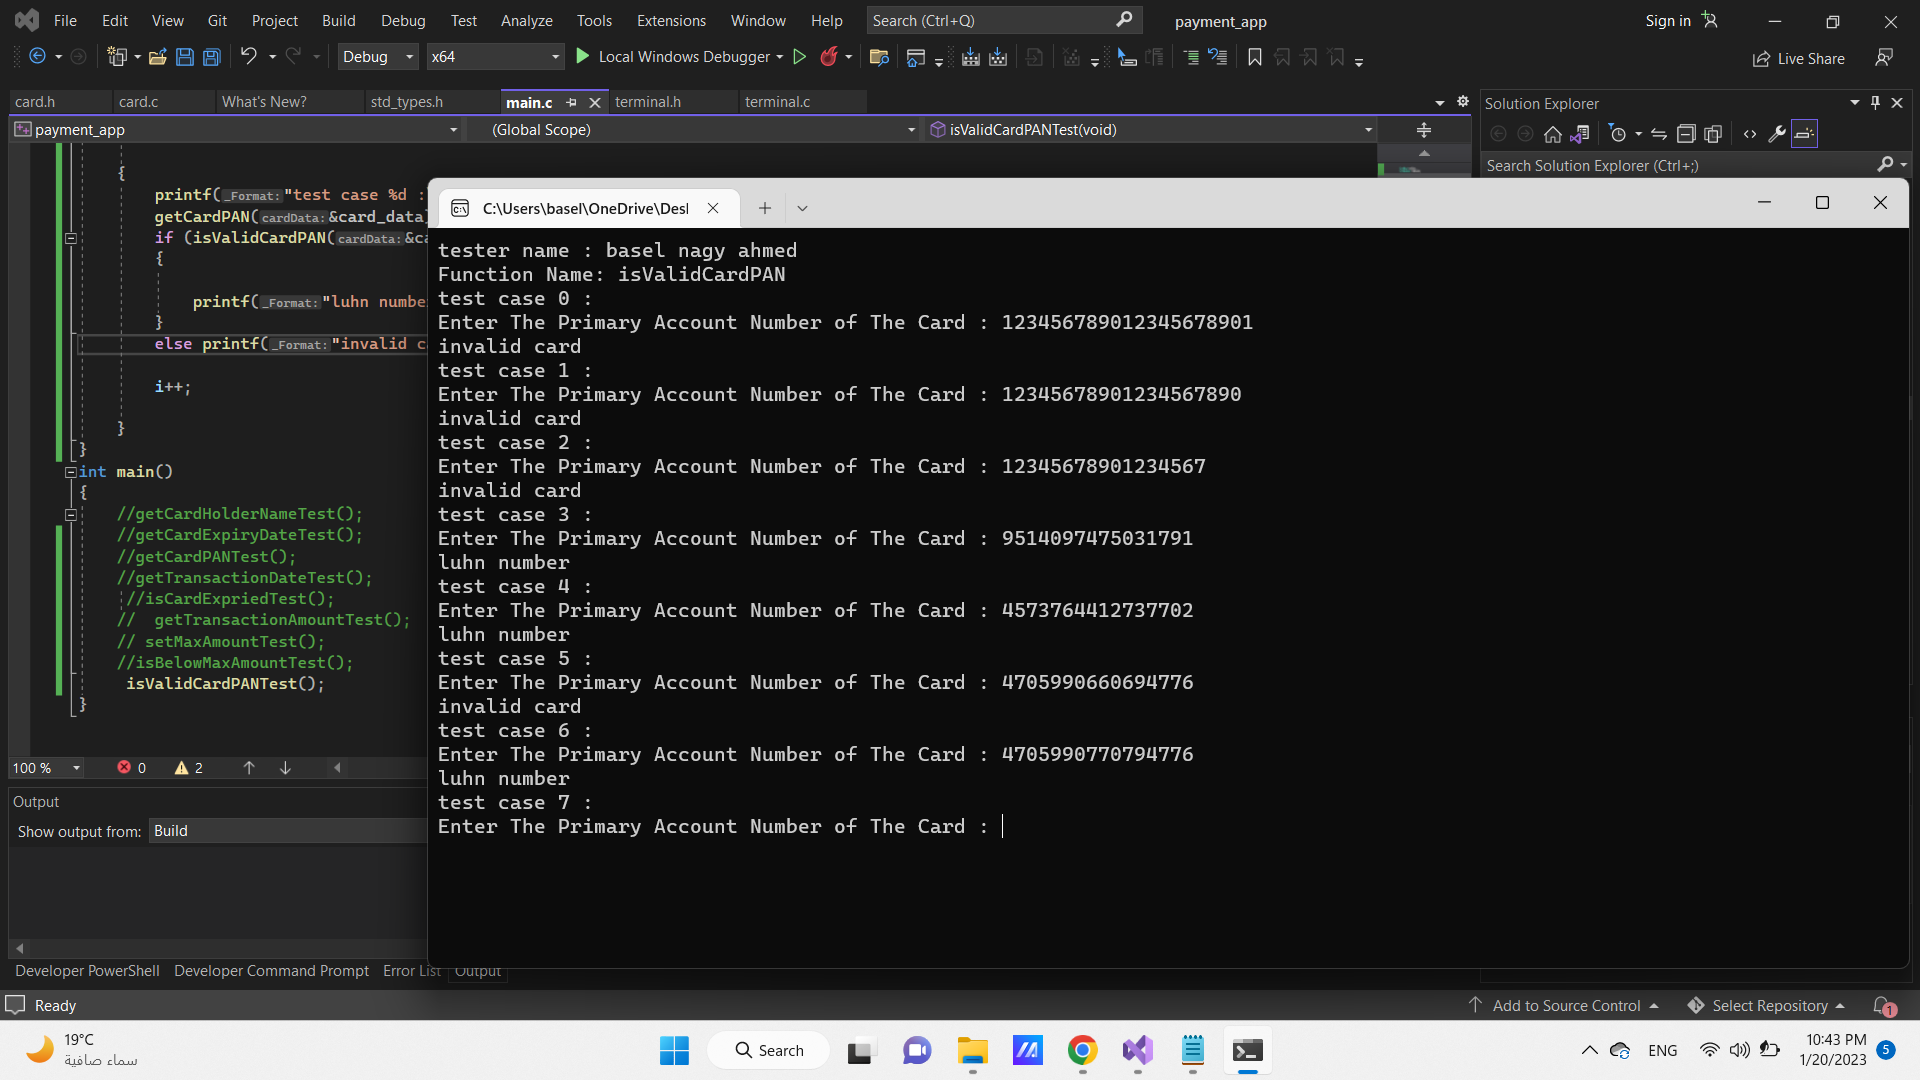 File Edit View Git Project Build Debug Test Analyze Tools Extensions Window Help Search (Ctrl+Q) payment_app Sign in
Debug x64 Local Windows Debugger Live Share
card.h card.c What's New? std_types.h main.c terminal.h terminal.c
payment_app (Global Scope) isValidCardPANTest(void)
Solution Explorer
Search Solution Explorer (Ctrl+;)
{
printf(_Format:"test case %d :
getCardPAN(cardData:&card_data)
if (isValidCardPAN(cardData:&ca
{
printf(_Format:"luhn numbe
}
else printf(_Format:"invalid c
i++;
}
}
int main()
{
//getCardHolderNameTest();
//getCardExpiryDateTest();
//getCardPANTest();
//getTransactionDateTest();
//isCardExpriedTest();
// getTransactionAmountTest();
// setMaxAmountTest();
//isBelowMaxAmountTest();
isValidCardPANTest();
}
100 % 0 2
Output
Show output from: Build
C:\Users\basel\OneDrive\Desl
tester name : basel nagy ahmed
Function Name: isValidCardPAN
test case 0 :
Enter The Primary Account Number of The Card : 123456789012345678901
invalid card
test case 1 :
Enter The Primary Account Number of The Card : 12345678901234567890
invalid card
test case 2 :
Enter The Primary Account Number of The Card : 12345678901234567
invalid card
test case 3 :
Enter The Primary Account Number of The Card : 9514097475031791
luhn number
test case 4 :
Enter The Primary Account Number of The Card : 4573764412737702
luhn number
test case 5 :
Enter The Primary Account Number of The Card : 4705990660694776
invalid card
test case 6 :
Enter The Primary Account Number of The Card : 4705990770794776
luhn number
test case 7 :
Enter The Primary Account Number of The Card :
Developer PowerShell Developer Command Prompt Error List Output
Ready Add to Source Control Select Repository 1
19°C
سماء صافية
Search
ENG
10:43 PM
1/20/2023 5